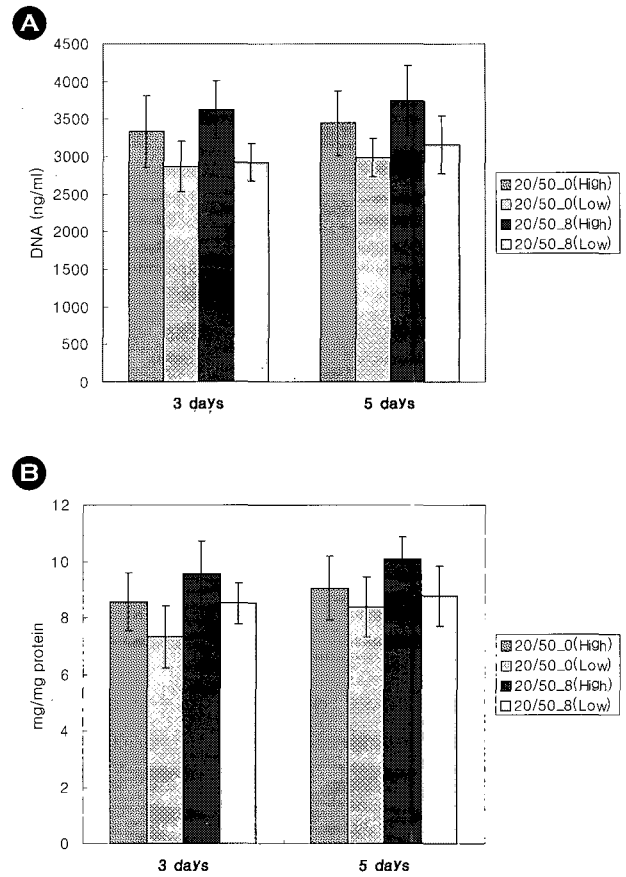 A
4500
4000
3500
3000
2500
2000
1500
1000
500
0
DNA (ng/ml)
3 days
5 days
20/50_0(High)
20/50_0(Low)
20/50_8(High)
20/50_8(Low)
B
12
10
8
6
4
2
0
mg/mg protein
3 days
5 days
20/50_0(High)
20/50_0(Low)
20/50_8(High)
20/50_8(Low)